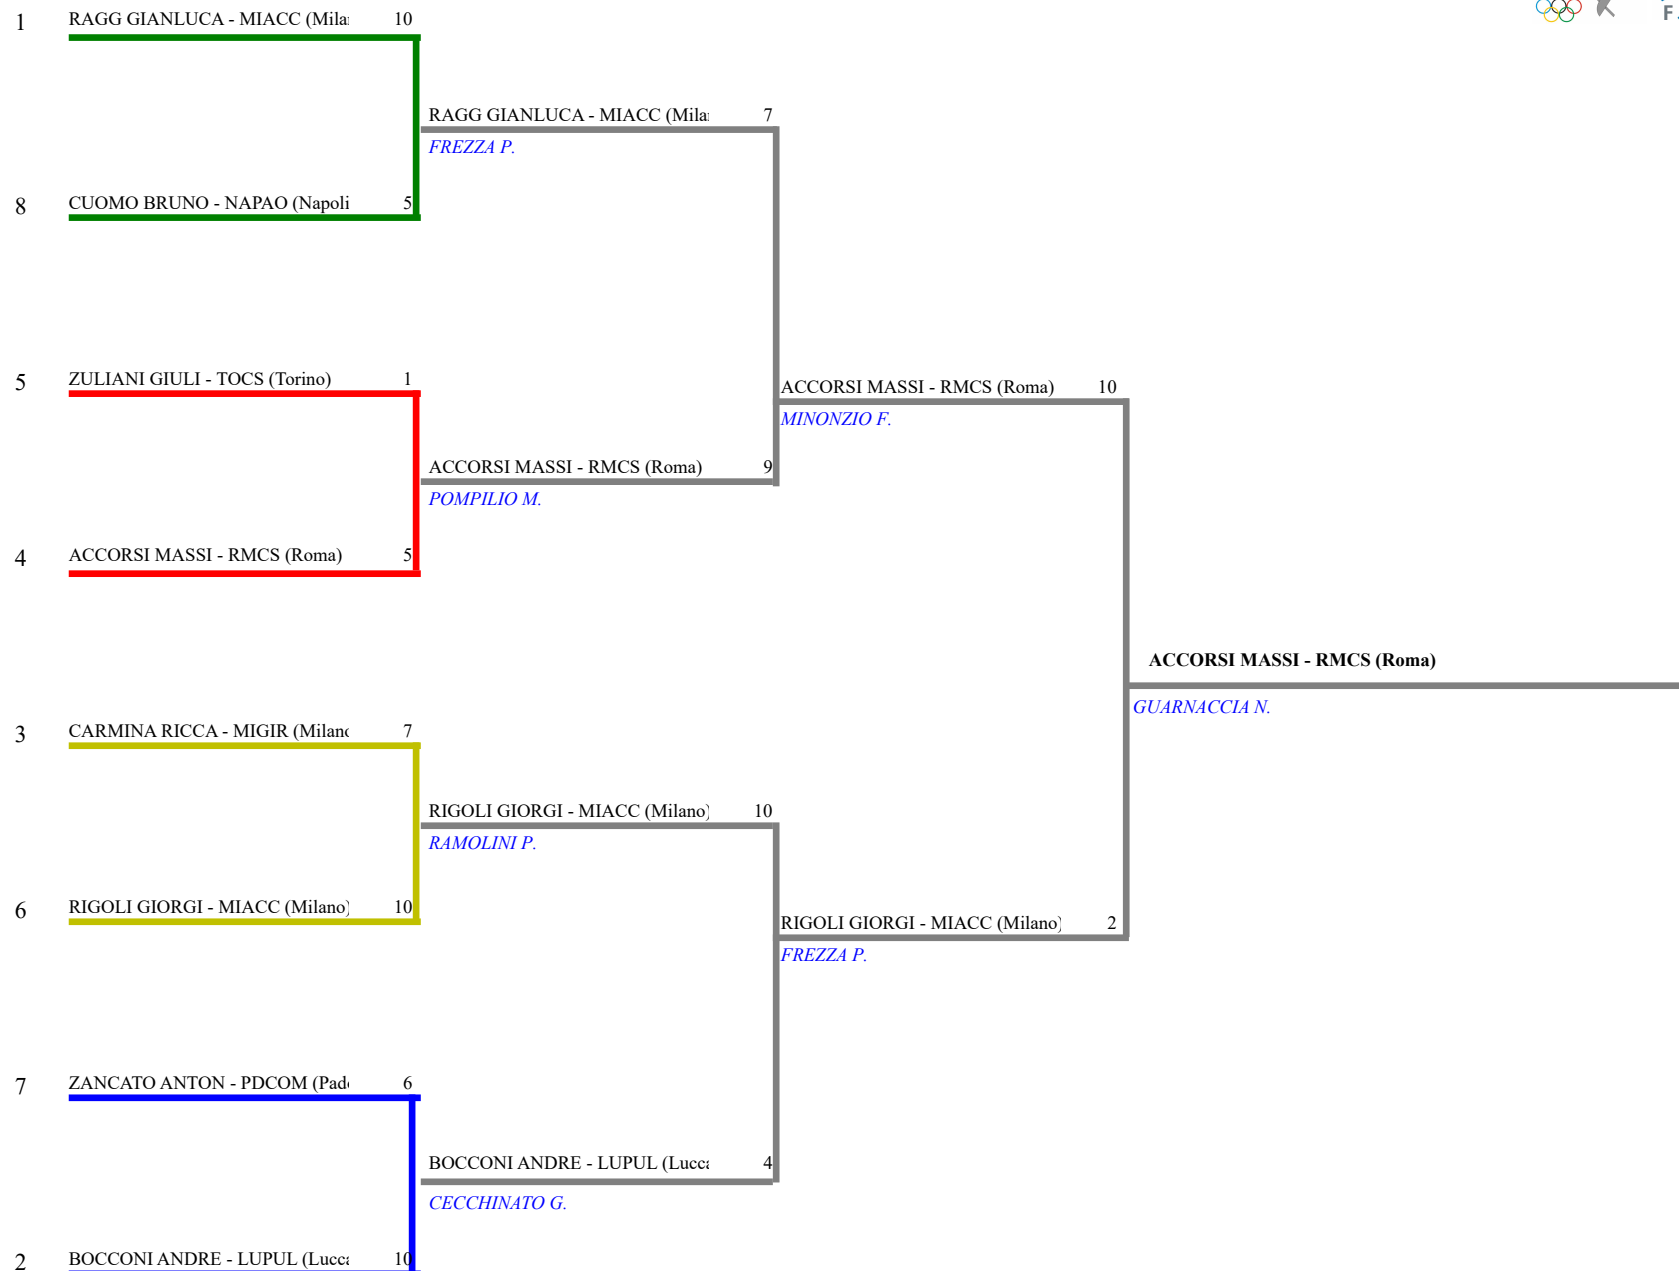 1 RAGG GIANLUCA - MIACC (Mila 10
RAGG GIANLUCA - MIACC (Mila 7
FREZZA P.
8 CUOMO BRUNO - NAPAO (Napoli 5
5 ZULIANI GIULI - TOCS (Torino) 1
ACCORSI MASSI - RMCS (Roma) 10
MINONZIO F.
ACCORSI MASSI - RMCS (Roma) 9
POMPILIO M.
4 ACCORSI MASSI - RMCS (Roma) 5
ACCORSI MASSI - RMCS (Roma)
GUARNACCIA N.
3 CARMINA RICCA - MIGIR (Milano 7
RIGOLI GIORGI - MIACC (Milano) 10
RAMOLINI P.
6 RIGOLI GIORGI - MIACC (Milano) 10
RIGOLI GIORGI - MIACC (Milano) 2
FREZZA P.
7 ZANCATO ANTON - PDCOM (Pad 6
BOCCONI ANDRE - LUPUL (Lucca 4
CECCHINATO G.
2 BOCCONI ANDRE - LUPUL (Lucca 10